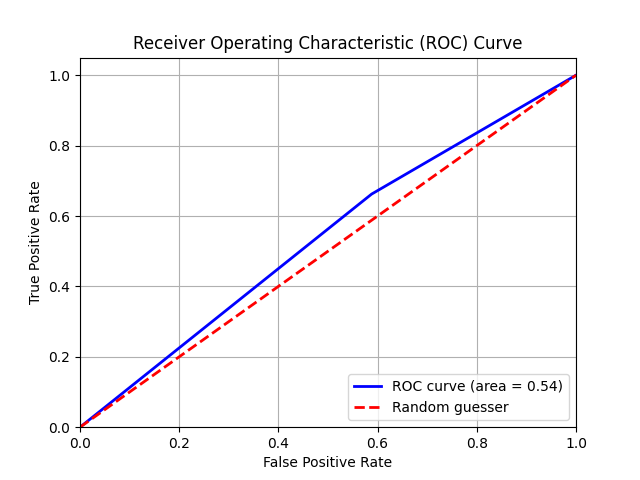 Receiver Operating Characteristic (ROC) Curve
True Positive Rate
1.0
0.8
0.6
0.4
0.2
0.0
ROC curve (area = 0.54)
Random guesser
0.0 0.2 0.4 0.6 0.8 1.0
False Positive Rate